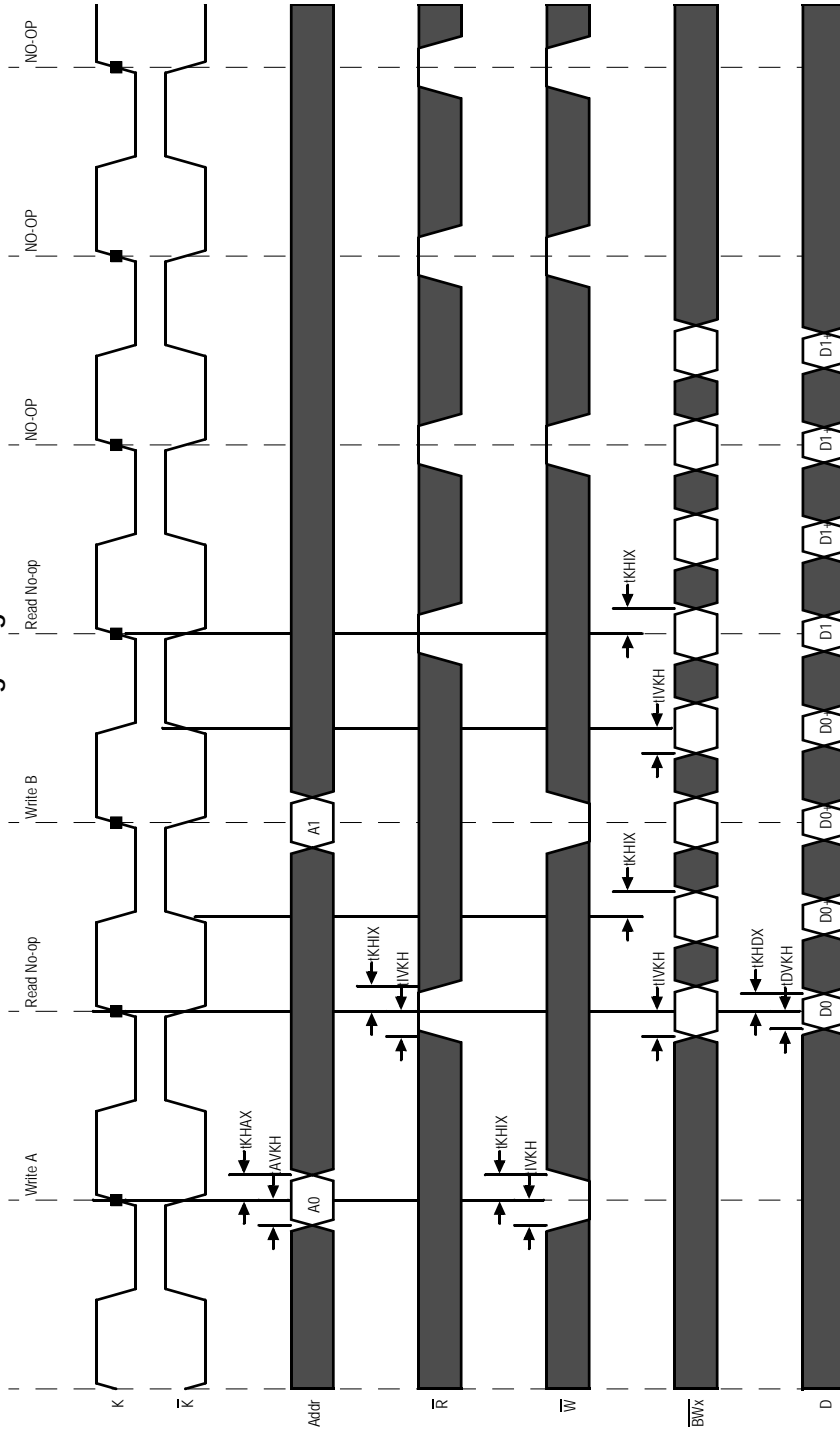 Write A
Read No-op
Write B
Read No-op
NO-OP
NO-OP
NO-OP
K
K
tKHAX
tAVKH
Addr
A0
A1
tKHIX
tIVKH
R
tKHIX
tIVKH
W
tIVKH
tKHIX
tIVKH
tKHIX
BWx
tKHDX
tDVKH
D
D0
D0+
D0+
D0+
D1
D1+
D1+
D1+